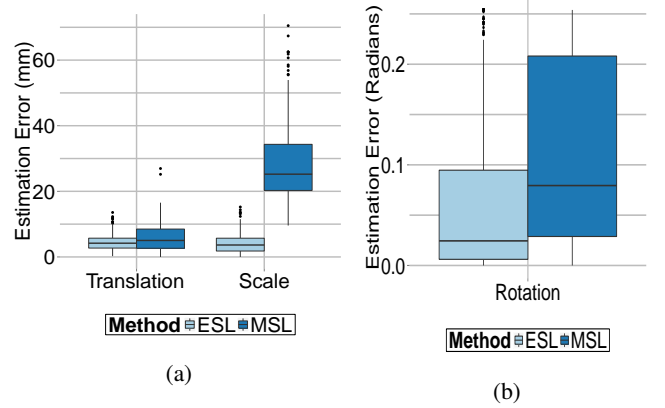 Estimation Error (mm)
60
40
20
0
Translation Scale
Method ESL MSL
(a)
Estimation Error (Radians)
0.2
0.1
0.0
Rotation
Method ESL MSL
(b)